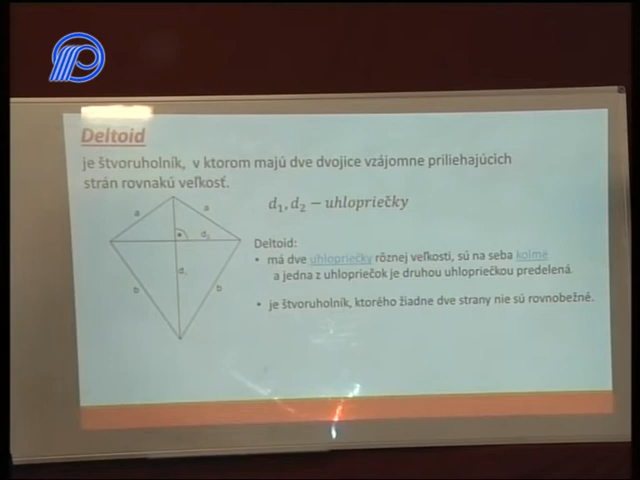 Deltoid
je štvoruholník, v ktorom majú dve dvojice vzájomne priliehajúcich
strán rovnakú veľkosť.
d₁, d₂ – uhlopriečky
a
a
d₂
d₁
b
b
Deltoid:
• má dve uhlopriečky rôznej veľkosti, sú na seba kolmé
a jedna z uhlopriečok je druhou uhlopriečkou predelená.
• je štvoruholník, ktorého žiadne dve strany nie sú rovnobežné.